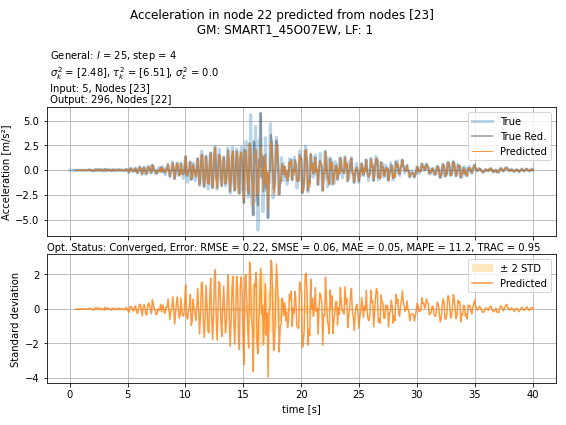 Acceleration in node 22 predicted from nodes [23]
GM: SMART1_45O07EW, LF: 1
General: l = 25, step = 4
σ²ₖ = [2.48], τ²ₖ = [6.51], σ²ε = 0.0
Input: 5, Nodes [23]
Output: 296, Nodes [22]
Acceleration [m/s²]
5.0
2.5
0.0
−2.5
−5.0
True
True Red.
Predicted
Opt. Status: Converged, Error: RMSE = 0.22, SMSE = 0.06, MAE = 0.05, MAPE = 11.2, TRAC = 0.95
Standard deviation
2
0
−2
−4
± 2 STD
Predicted
0 5 10 15 20 25 30 35 40
time [s]